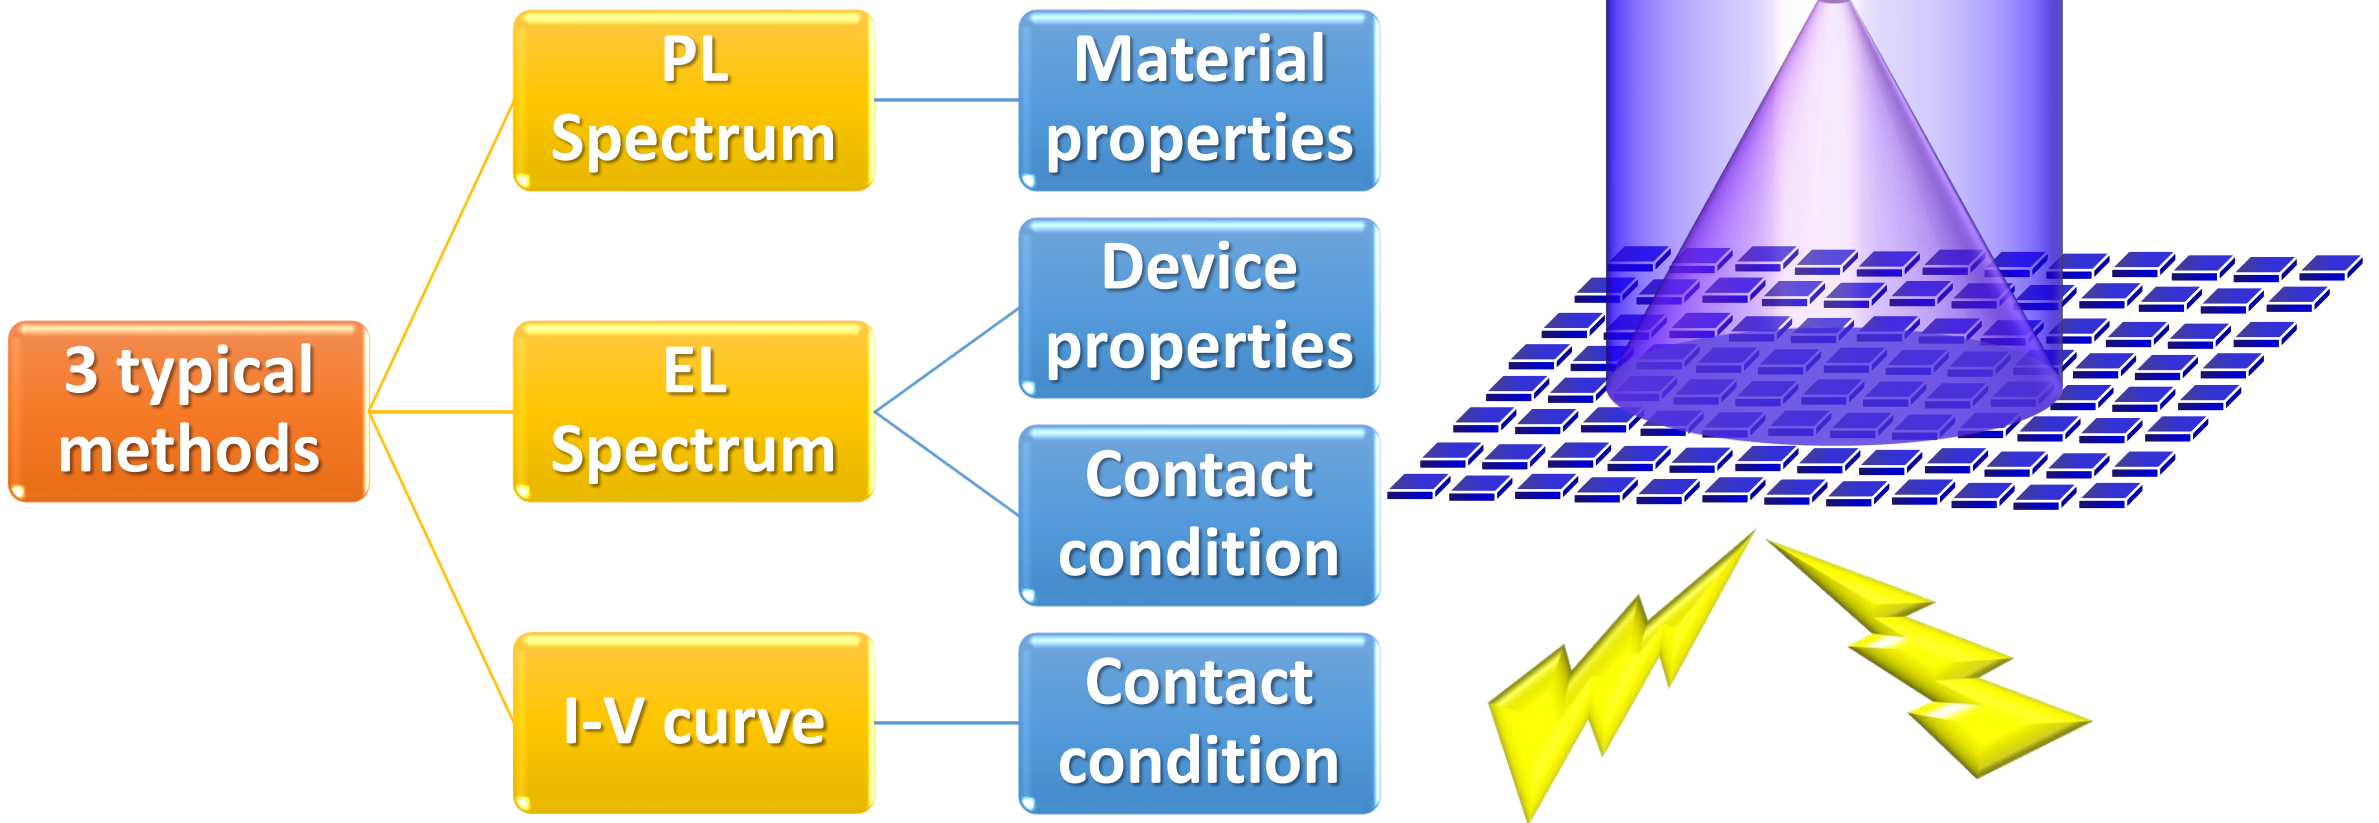 3 typical
methods
PL
Spectrum
Material
properties
EL
Spectrum
Device
properties
Contact
condition
I-V curve
Contact
condition